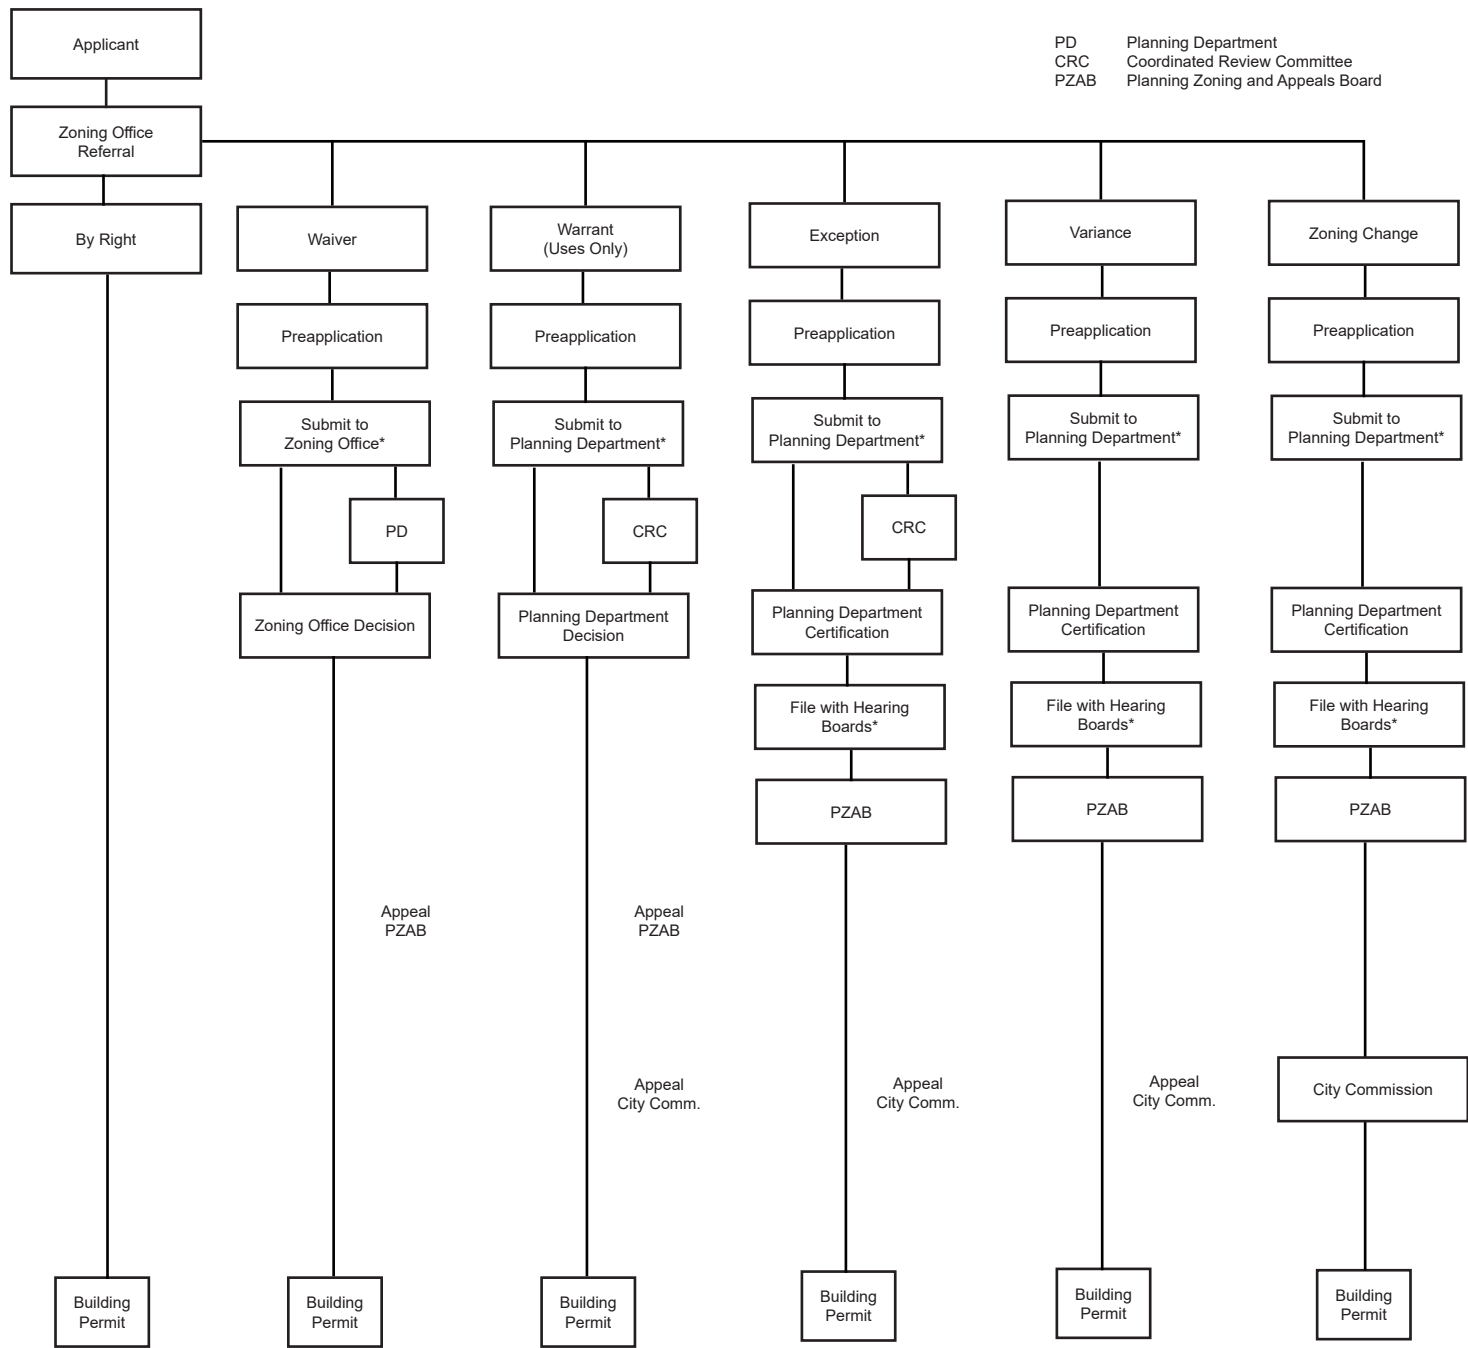 Applicant
PD Planning Department
CRC Coordinated Review Committee
PZAB Planning Zoning and Appeals Board
Zoning Office
Referral
By Right
Waiver
Warrant
(Uses Only)
Exception
Variance
Zoning Change
Preapplication
Preapplication
Preapplication
Preapplication
Preapplication
Submit to
Zoning Office*
Submit to
Planning Department*
Submit to
Planning Department*
Submit to
Planning Department*
Submit to
Planning Department*
PD
CRC
CRC
Zoning Office Decision
Planning Department
Decision
Planning Department
Certification
Planning Department
Certification
Planning Department
Certification
File with Hearing
Boards*
File with Hearing
Boards*
File with Hearing
Boards*
PZAB
PZAB
PZAB
Appeal
PZAB
Appeal
PZAB
Appeal
City Comm.
Appeal
City Comm.
Appeal
City Comm.
City Commission
Building
Permit
Building
Permit
Building
Permit
Building
Permit
Building
Permit
Building
Permit